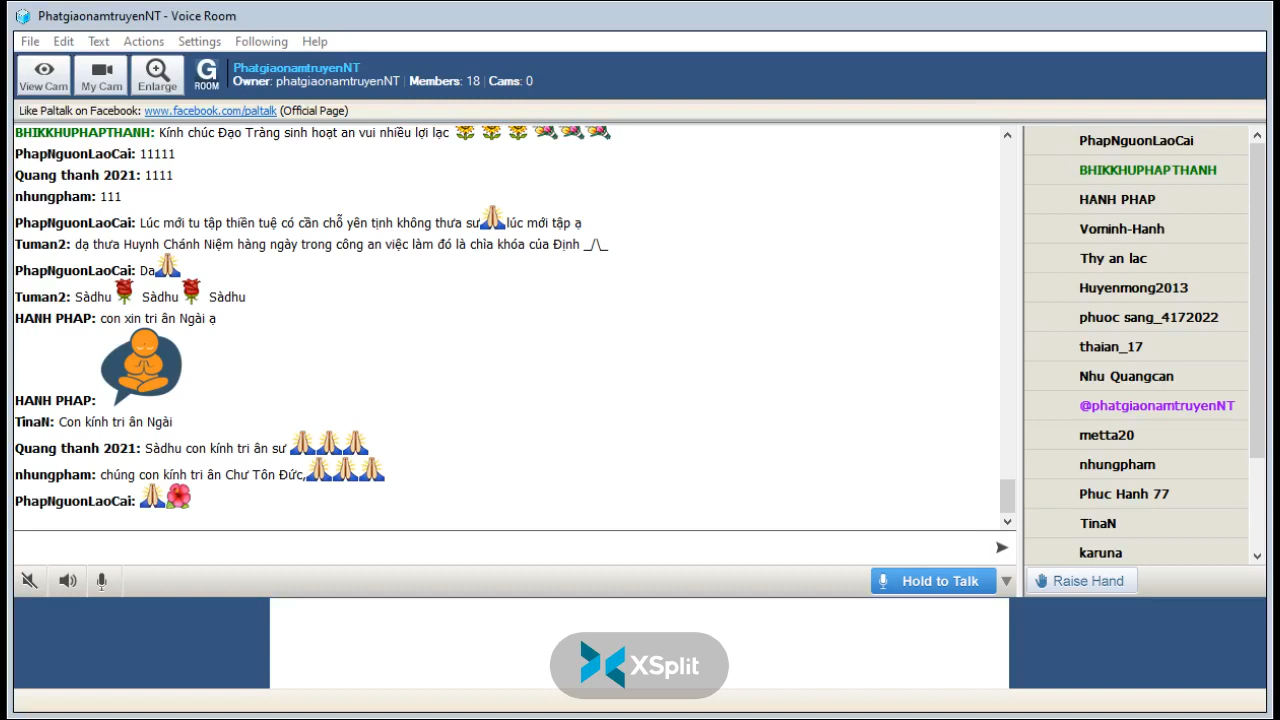 PhatgiaonamtruyenNT - Voice Room
File Edit Text Actions Settings Following Help
View Cam
My Cam
Enlarge
G ROOM
PhatgiaonamtruyenNT
Owner: phatgiaonamtruyenNT | Members: 18 | Cams: 0
Like Paltalk on Facebook: www.facebook.com/paltalk (Official Page)
BHIKKHUPHAPTHANH: Kính chúc Đạo Tràng sinh hoạt an vui nhiều lợi lạc
PhapNguonLaoCai: 11111
Quang thanh 2021: 1111
nhungpham: 111
PhapNguonLaoCai: Lúc mới tu tập thiền tuệ có cần chỗ yên tịnh không thưa sư lúc mới tập ạ
Tuman2: dạ thưa Huynh Chánh Niệm hàng ngày trong công an việc làm đó là chìa khóa của Định _/\_
PhapNguonLaoCai: Da
Tuman2: Sàdhu Sàdhu Sàdhu
HANH PHAP: con xin tri ân Ngài ạ
HANH PHAP:
TinaN: Con kính tri ân Ngài
Quang thanh 2021: Sàdhu con kính tri ân sư
nhungpham: chúng con kính tri ân Chư Tôn Đức,
PhapNguonLaoCai:
PhapNguonLaoCai
BHIKKHUPHAPTHANH
HANH PHAP
Vominh-Hanh
Thy an lac
Huyenmong2013
phuoc sang_4172022
thaian_17
Nhu Quangcan
@phatgiaonamtruyenNT
metta20
nhungpham
Phuc Hanh 77
TinaN
karuna
Hold to Talk
Raise Hand
XSplit